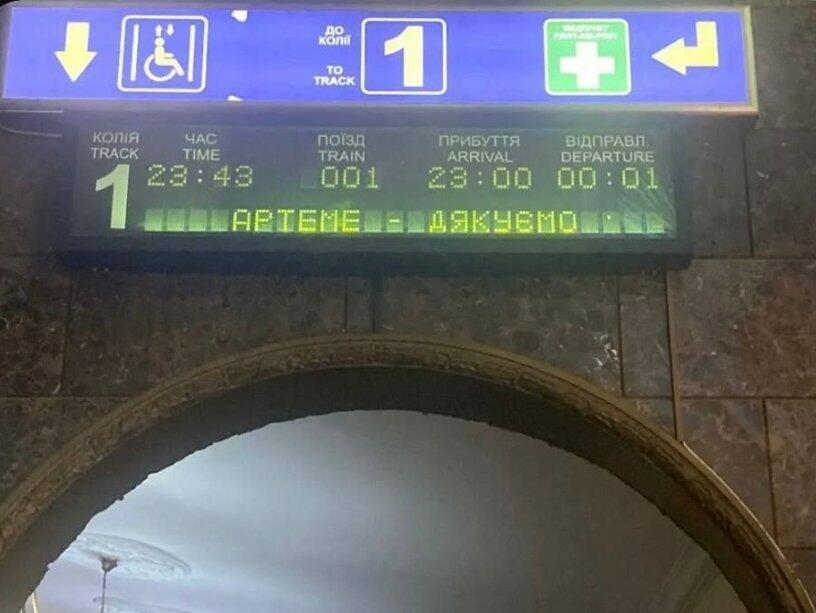 ДО КОЛІЇ
TO TRACK
1
МЕДПУНКТ
FIRST-AID-POST
КОЛІЯ ЧАС ПОЇЗД ПРИБУТТЯ ВІДПРАВЛ.
TRACK TIME TRAIN ARRIVAL DEPARTURE
1 23:43 001 23:00 00:01
АРТЕМЕ - ДЯКУЄМО